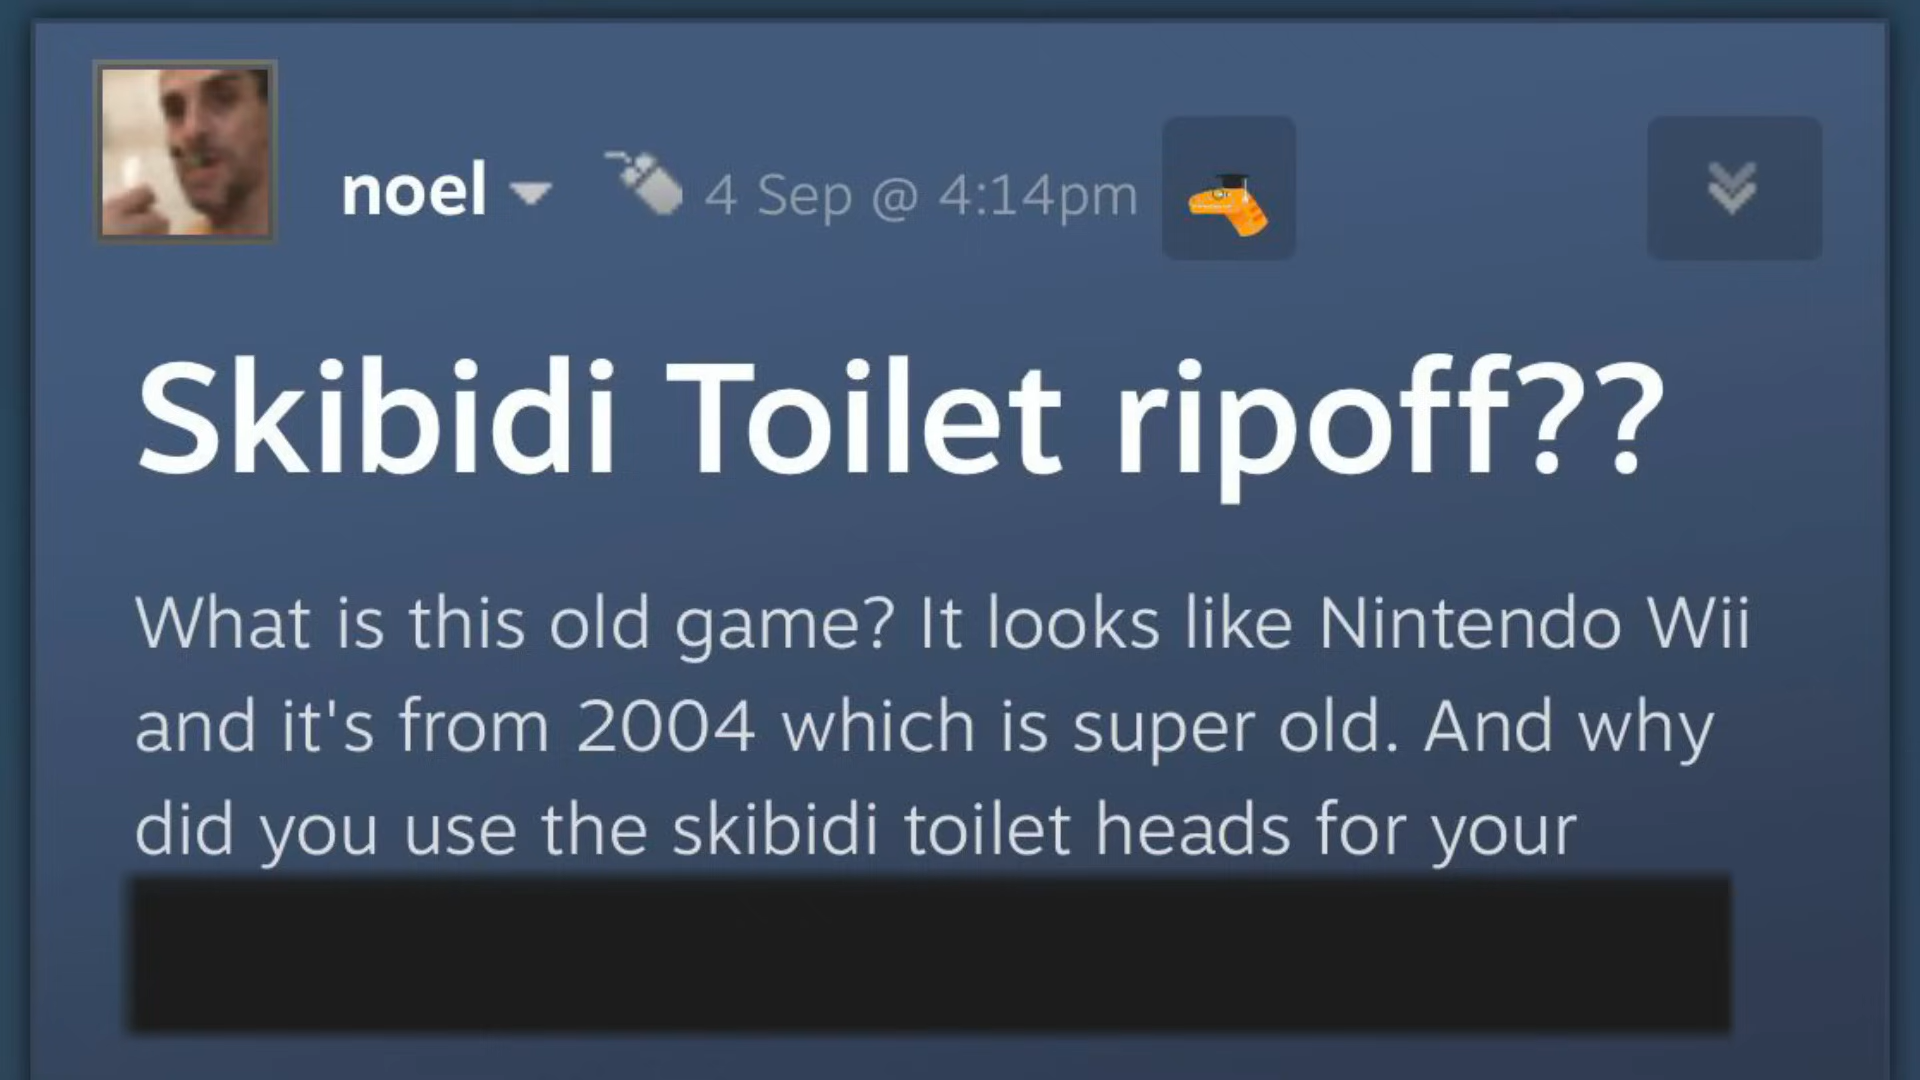 noel
4 Sep @ 4:14pm
Skibidi Toilet ripoff??
What is this old game? It looks like Nintendo Wii
and it's from 2004 which is super old. And why
did you use the skibidi toilet heads for your